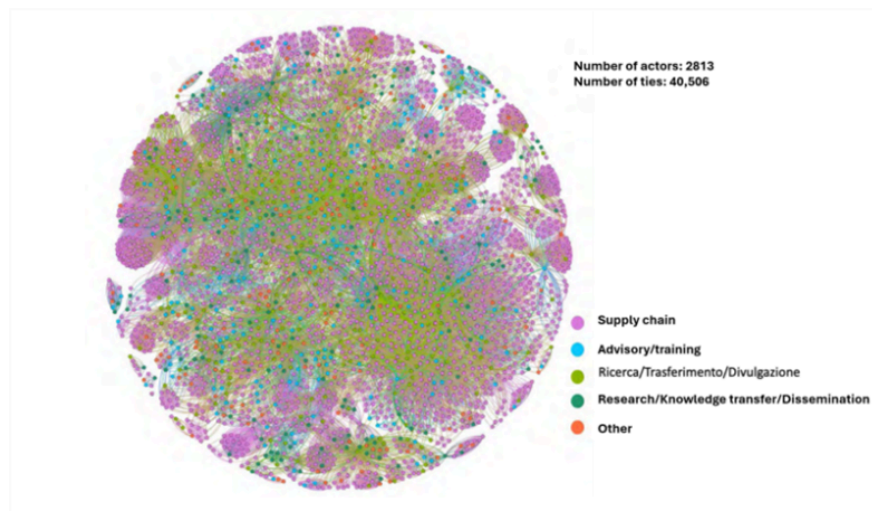 Number of actors: 2813
Number of ties: 40,506
Supply chain
Advisory/training
Ricerca/Trasferimento/Divulgazione
Research/Knowledge transfer/Dissemination
Other